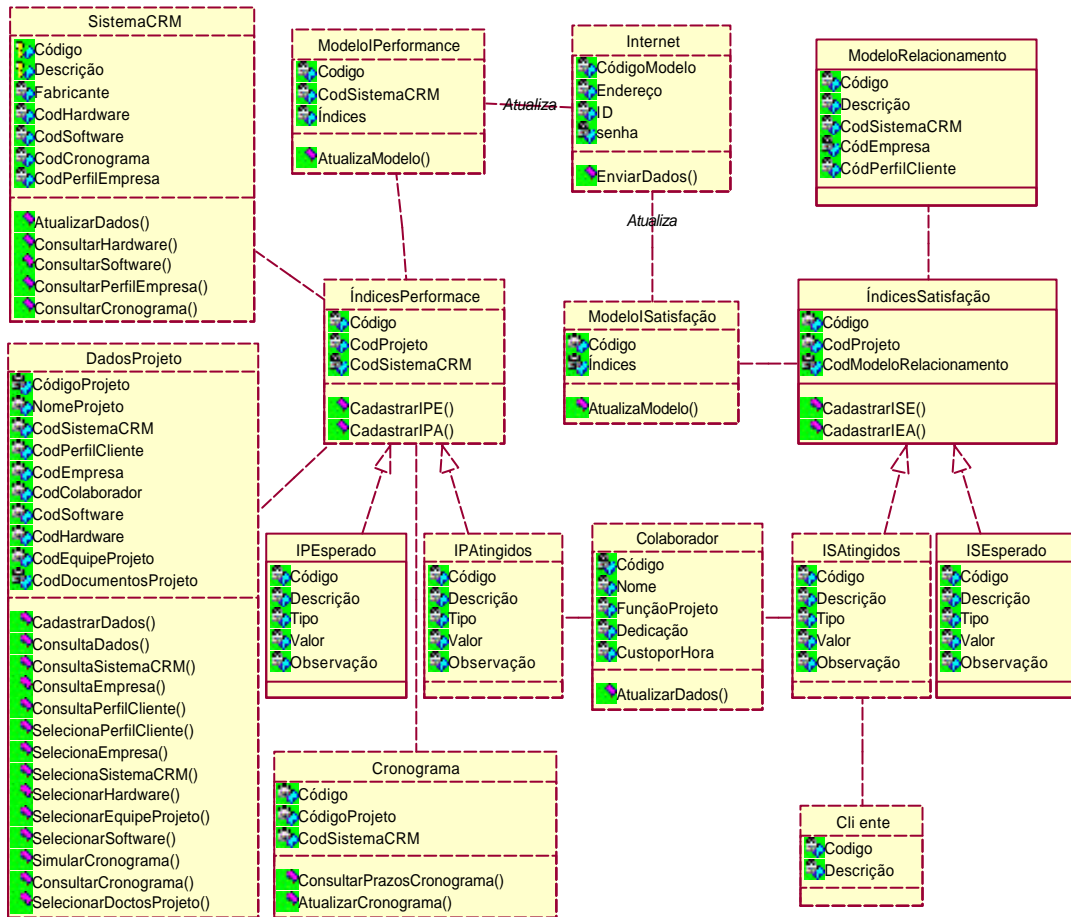 SistemaCRM
Código
Descrição
Fabricante
CodHardware
CodSoftware
CodCronograma
CodPerfilEmpresa
AtualizarDados()
ConsultarHardware()
ConsultarSoftware()
ConsultarPerfilEmpresa()
ConsultarCronograma()
ModeloIPerformance
Codigo
CodSistemaCRM
Índices
AtualizaModelo()
Atualiza
Internet
CódigoModelo
Endereço
ID
senha
EnviarDados()
Atualiza
ModeloRelacionamento
Código
Descrição
CodSistemaCRM
CódEmpresa
CódPerfilCliente
ÍndicesPerformace
Código
CodProjeto
CodSistemaCRM
CadastrarIPE()
CadastrarIPA()
ModeloISatisfação
Código
Índices
AtualizaModelo()
ÍndicesSatisfação
Código
CodProjeto
CodModeloRelacionamento
CadastrarISE()
CadastrarIEA()
DadosProjeto
CódigoProjeto
NomeProjeto
CodSistemaCRM
CodPerfilCliente
CodEmpresa
CodColaborador
CodSoftware
CodHardware
CodEquipeProjeto
CodDocumentosProjeto
CadastrarDados()
ConsultaDados()
ConsultaSistemaCRM()
ConsultaEmpresa()
ConsultaPerfilCliente()
SelecionaPerfilCliente()
SelecionaEmpresa()
SelecionaSistemaCRM()
SelecionarHardware()
SelecionarEquipeProjeto()
SelecionarSoftware()
SimularCronograma()
ConsultarCronograma()
SelecionarDoctosProjeto()
IPEsperado
Código
Descrição
Tipo
Valor
Observação
IPAtingidos
Código
Descrição
Tipo
Valor
Observação
Colaborador
Código
Nome
FunçãoProjeto
Dedicação
CustoporHora
AtualizarDados()
ISAtingidos
Código
Descrição
Tipo
Valor
Observação
ISEsperado
Código
Descrição
Tipo
Valor
Observação
Cronograma
Código
CódigoProjeto
CodSistemaCRM
ConsultarPrazosCronograma()
AtualizarCronograma()
Cli ente
Codigo
Descrição